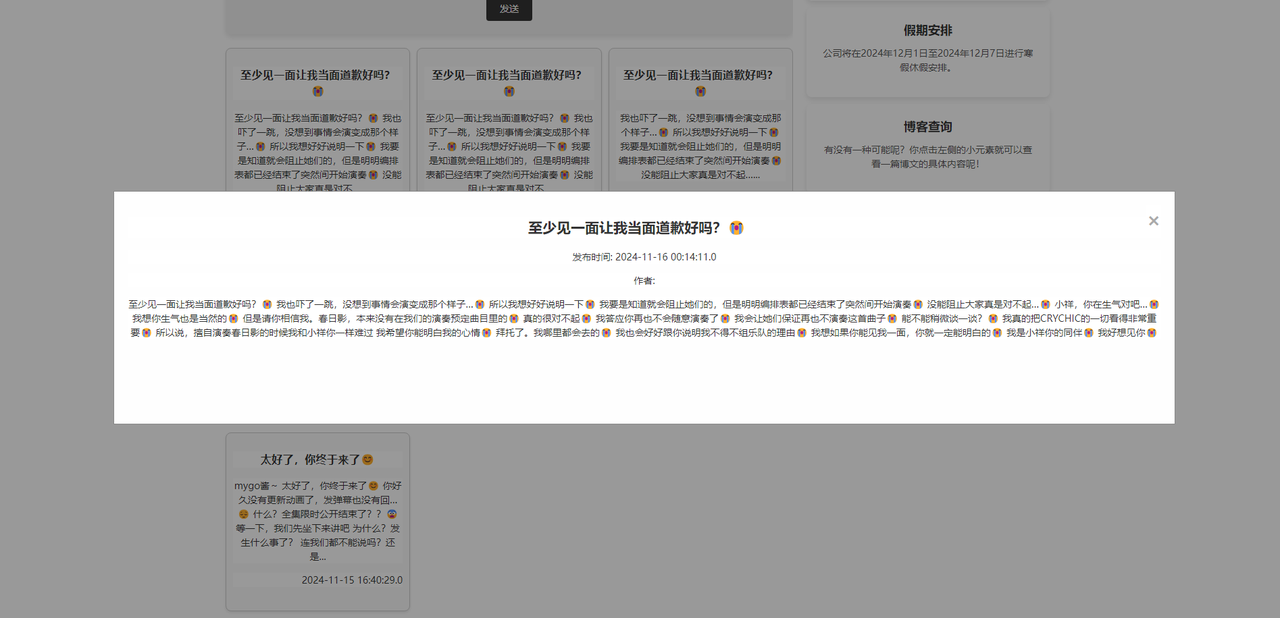 发送
至少见一面让我当面道歉好吗？
😭
至少见一面让我当面道歉好吗？😭 我也
吓了一跳，没想到事情会演变成那个样
子...😭 所以我想好好说明一下😭 我要
是知道就会阻止她们的，但是明明编排
表都已经结束了突然间开始演奏😭 没能
阻止大家真是对不
至少见一面让我当面道歉好吗？
😭
至少见一面让我当面道歉好吗？😭 我也
吓了一跳，没想到事情会演变成那个样
子...😭 所以我想好好说明一下😭 我要
是知道就会阻止她们的，但是明明编排
表都已经结束了突然间开始演奏😭 没能
阻止大家真是对不
至少见一面让我当面道歉好吗？
😭
我也吓了一跳，没想到事情会演变成那
个样子...😭 所以我想好好说明一下😭
我要是知道就会阻止她们的，但是明明
编排表都已经结束了突然间开始演奏😭
没能阻止大家真是对不起......
假期安排
公司将在2024年12月1日至2024年12月7日进行寒
假休假安排。
博客查询
有没有一种可能呢？你点击左侧的小元素就可以查
看一篇博文的具体内容呢！
×
至少见一面让我当面道歉好吗？😭
发布时间: 2024-11-16 00:14:11.0
作者:
至少见一面让我当面道歉好吗？😭 我也吓了一跳，没想到事情会演变成那个样子...😭 所以我想好好说明一下😭 我要是知道就会阻止她们的，但是明明编排表都已经结束了突然间开始演奏😭 没能阻止大家真是对不起...😭 小祥，你在生气对吧...😭
我想你生气也是当然的😭 但是请你相信我。春日影，本来没有在我们的演奏预定曲目里的😭 真的很对不起😭 我答应你再也不会随意演奏了😭 我会让她们保证再也不演奏这首曲子😭 能不能稍微谈一谈？😭 我真的把CRYCHIC的一切看得非常重
要😭 所以说，擅自演奏春日影的时候我和小祥你一样难过 我希望你能明白我的心情😭 拜托了。我哪里都会去的😭 我也会好好跟你说明我不得不组乐队的理由😭 我想如果你能见我一面，你就一定能明白的😭 我是小祥你的同伴😭 我好想见你😭
太好了，你终于来了😊
mygo酱～ 太好了，你终于来了😊 你好
久没有更新动画了，发弹幕也没有回...
😊 什么？全集限时公开结束了？？😨
等一下，我们先坐下来讲吧 为什么？发
生什么事了？ 连我们都不能说吗？还
是...
2024-11-15 16:40:29.0